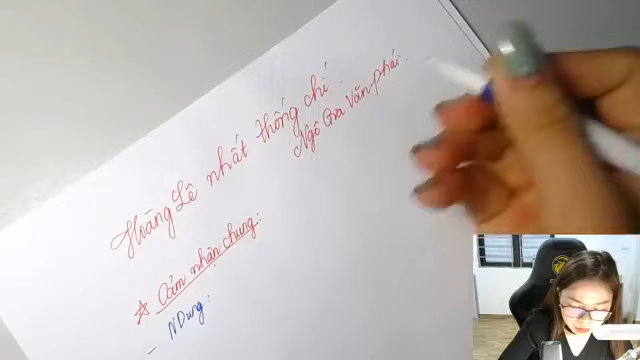 Hoàng Lê nhất thống chí.
Ngô Gia Văn phái.
☆ Cảm nhận chung:
- NDung: